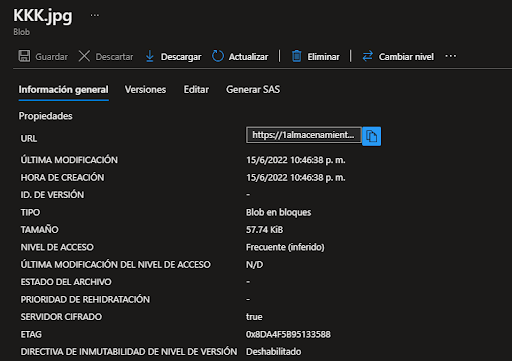 KKK.jpg ...
Blob
Guardar Descartar Descargar Actualizar Eliminar Cambiar nivel ...
Información general Versiones Editar Generar SAS
Propiedades
URL https://1almacenamient...
ÚLTIMA MODIFICACIÓN 15/6/2022 10:46:38 p. m.
HORA DE CREACIÓN 15/6/2022 10:46:38 p. m.
ID. DE VERSIÓN -
TIPO Blob en bloques
TAMAÑO 57.74 KiB
NIVEL DE ACCESO Frecuente (inferido)
ÚLTIMA MODIFICACIÓN DEL NIVEL DE ACCESO N/D
ESTADO DEL ARCHIVO -
PRIORIDAD DE REHIDRATACIÓN -
SERVIDOR CIFRADO true
ETAG 0x8DA4F5B95133588
DIRECTIVA DE INMUTABILIDAD DE NIVEL DE VERSIÓN Deshabilitado